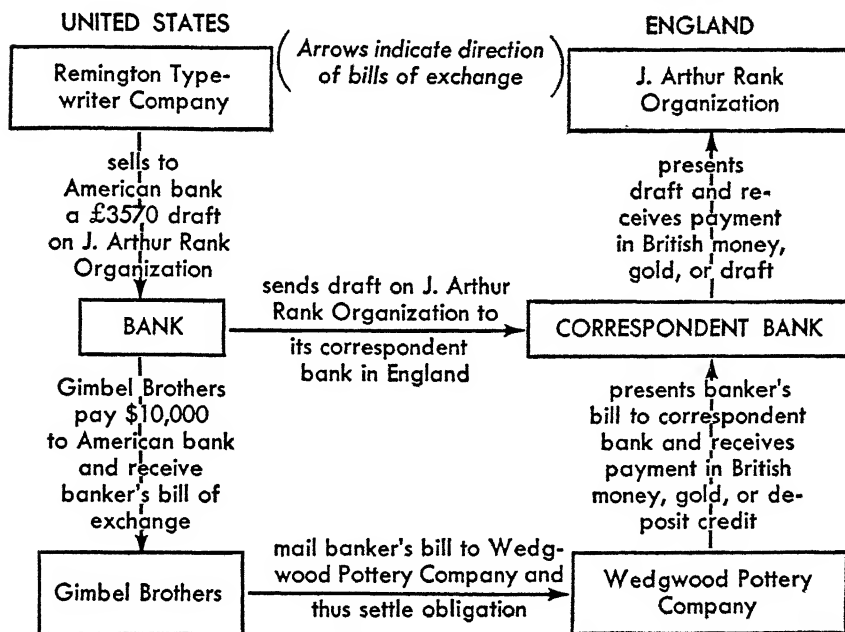 UNITED STATES
ENGLAND
(Arrows indicate direction
of bills of exchange)
Remington Type-
writer Company
J. Arthur Rank
Organization
sells to
American bank
a £3570 draft
on J. Arthur Rank
Organization
presents
draft and re-
ceives payment
in British money,
gold, or draft
BANK
sends draft on J. Arthur
Rank Organization to
its correspondent
bank in England
CORRESPONDENT BANK
Gimbel Brothers
pay $10,000
to American bank
and receive
banker's bill of
exchange
presents banker's
bill to correspondent
bank and receives
payment in British
money, gold, or de-
posit credit
Gimbel Brothers
mail banker's bill to Wedg-
wood Pottery Company and
thus settle obligation
Wedgwood Pottery
Company